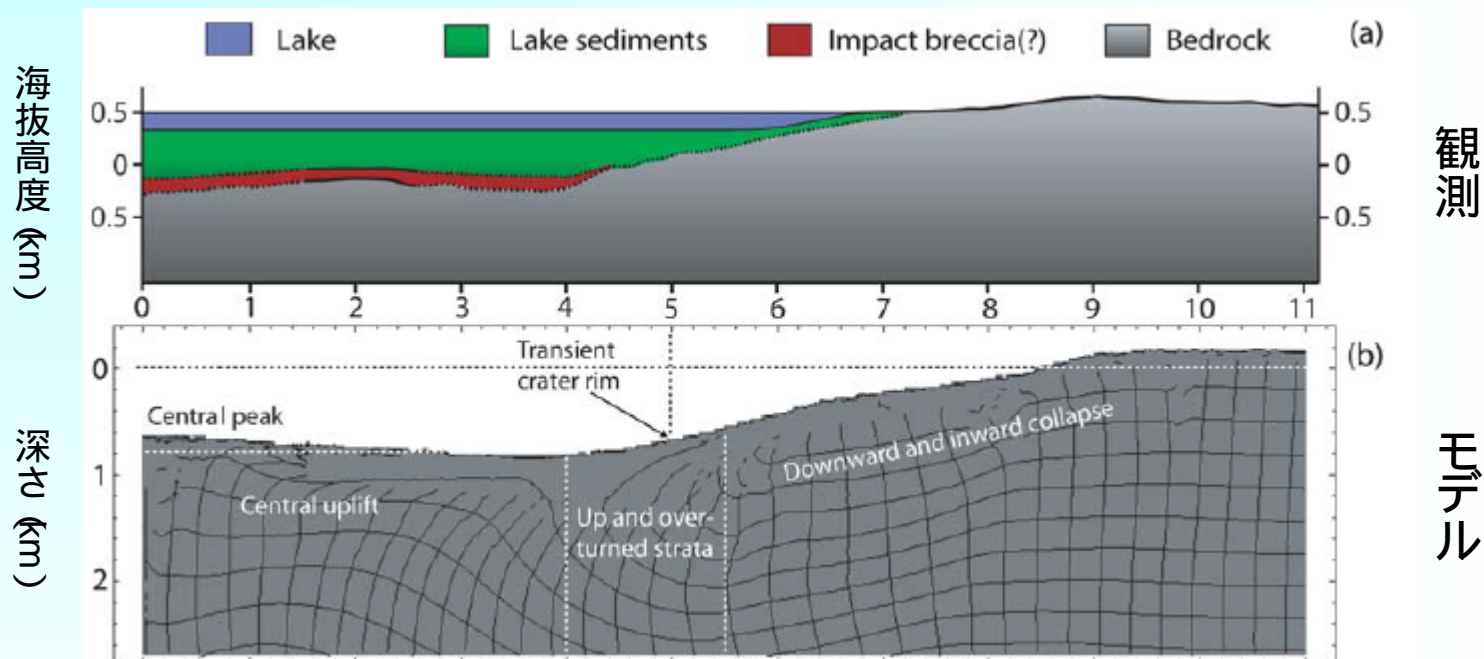 Lake Lake sediments Impact breccia(?) Bedrock (a)
海抜高度 (km)
0.5 0.5
0 0
0.5 0.5
観測
0 1 2 3 4 5 6 7 8 9 10 11
Transient
crater rim
(b)
0
Central peak
Downward and inward collapse
1
Central uplift
Up and over-
turned strata
2
深さ (km)
モデル